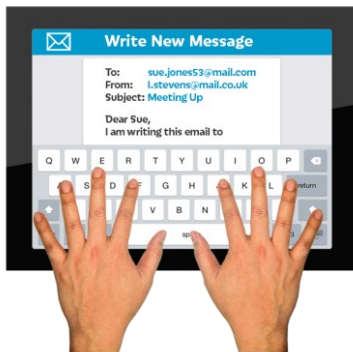 Write New Message
To: sue.jones53@mail.com
From: l.stevens@mail.co.uk
Subject: Meeting Up
Dear Sue,
I am writing this email to
Q W E R T Y U I O P
A S D F G H K L return
V B N